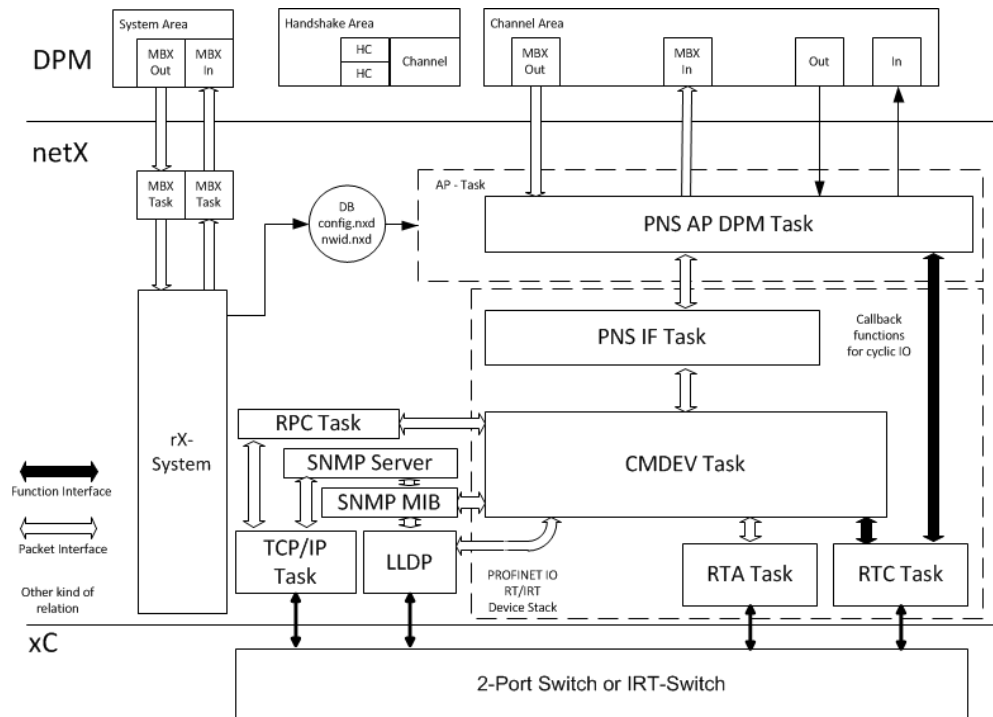 System Area
MBX
Out
MBX
In
Handshake Area
HC
HC
Channel
Channel Area
MBX
Out
MBX
In
Out
In
DPM
netX
MBX
Task
MBX
Task
DB
config.nxd
nwid.nxd
AP - Task
PNS AP DPM Task
PNS IF Task
Callback
functions
for cyclic IO
rX-
System
RPC Task
SNMP Server
SNMP MIB
CMDEV Task
Function Interface
Packet Interface
Other kind of
relation
TCP/IP
Task
LLDP
PROFINET IO
RT/IRT
Device Stack
RTA Task
RTC Task
xC
2-Port Switch or IRT-Switch